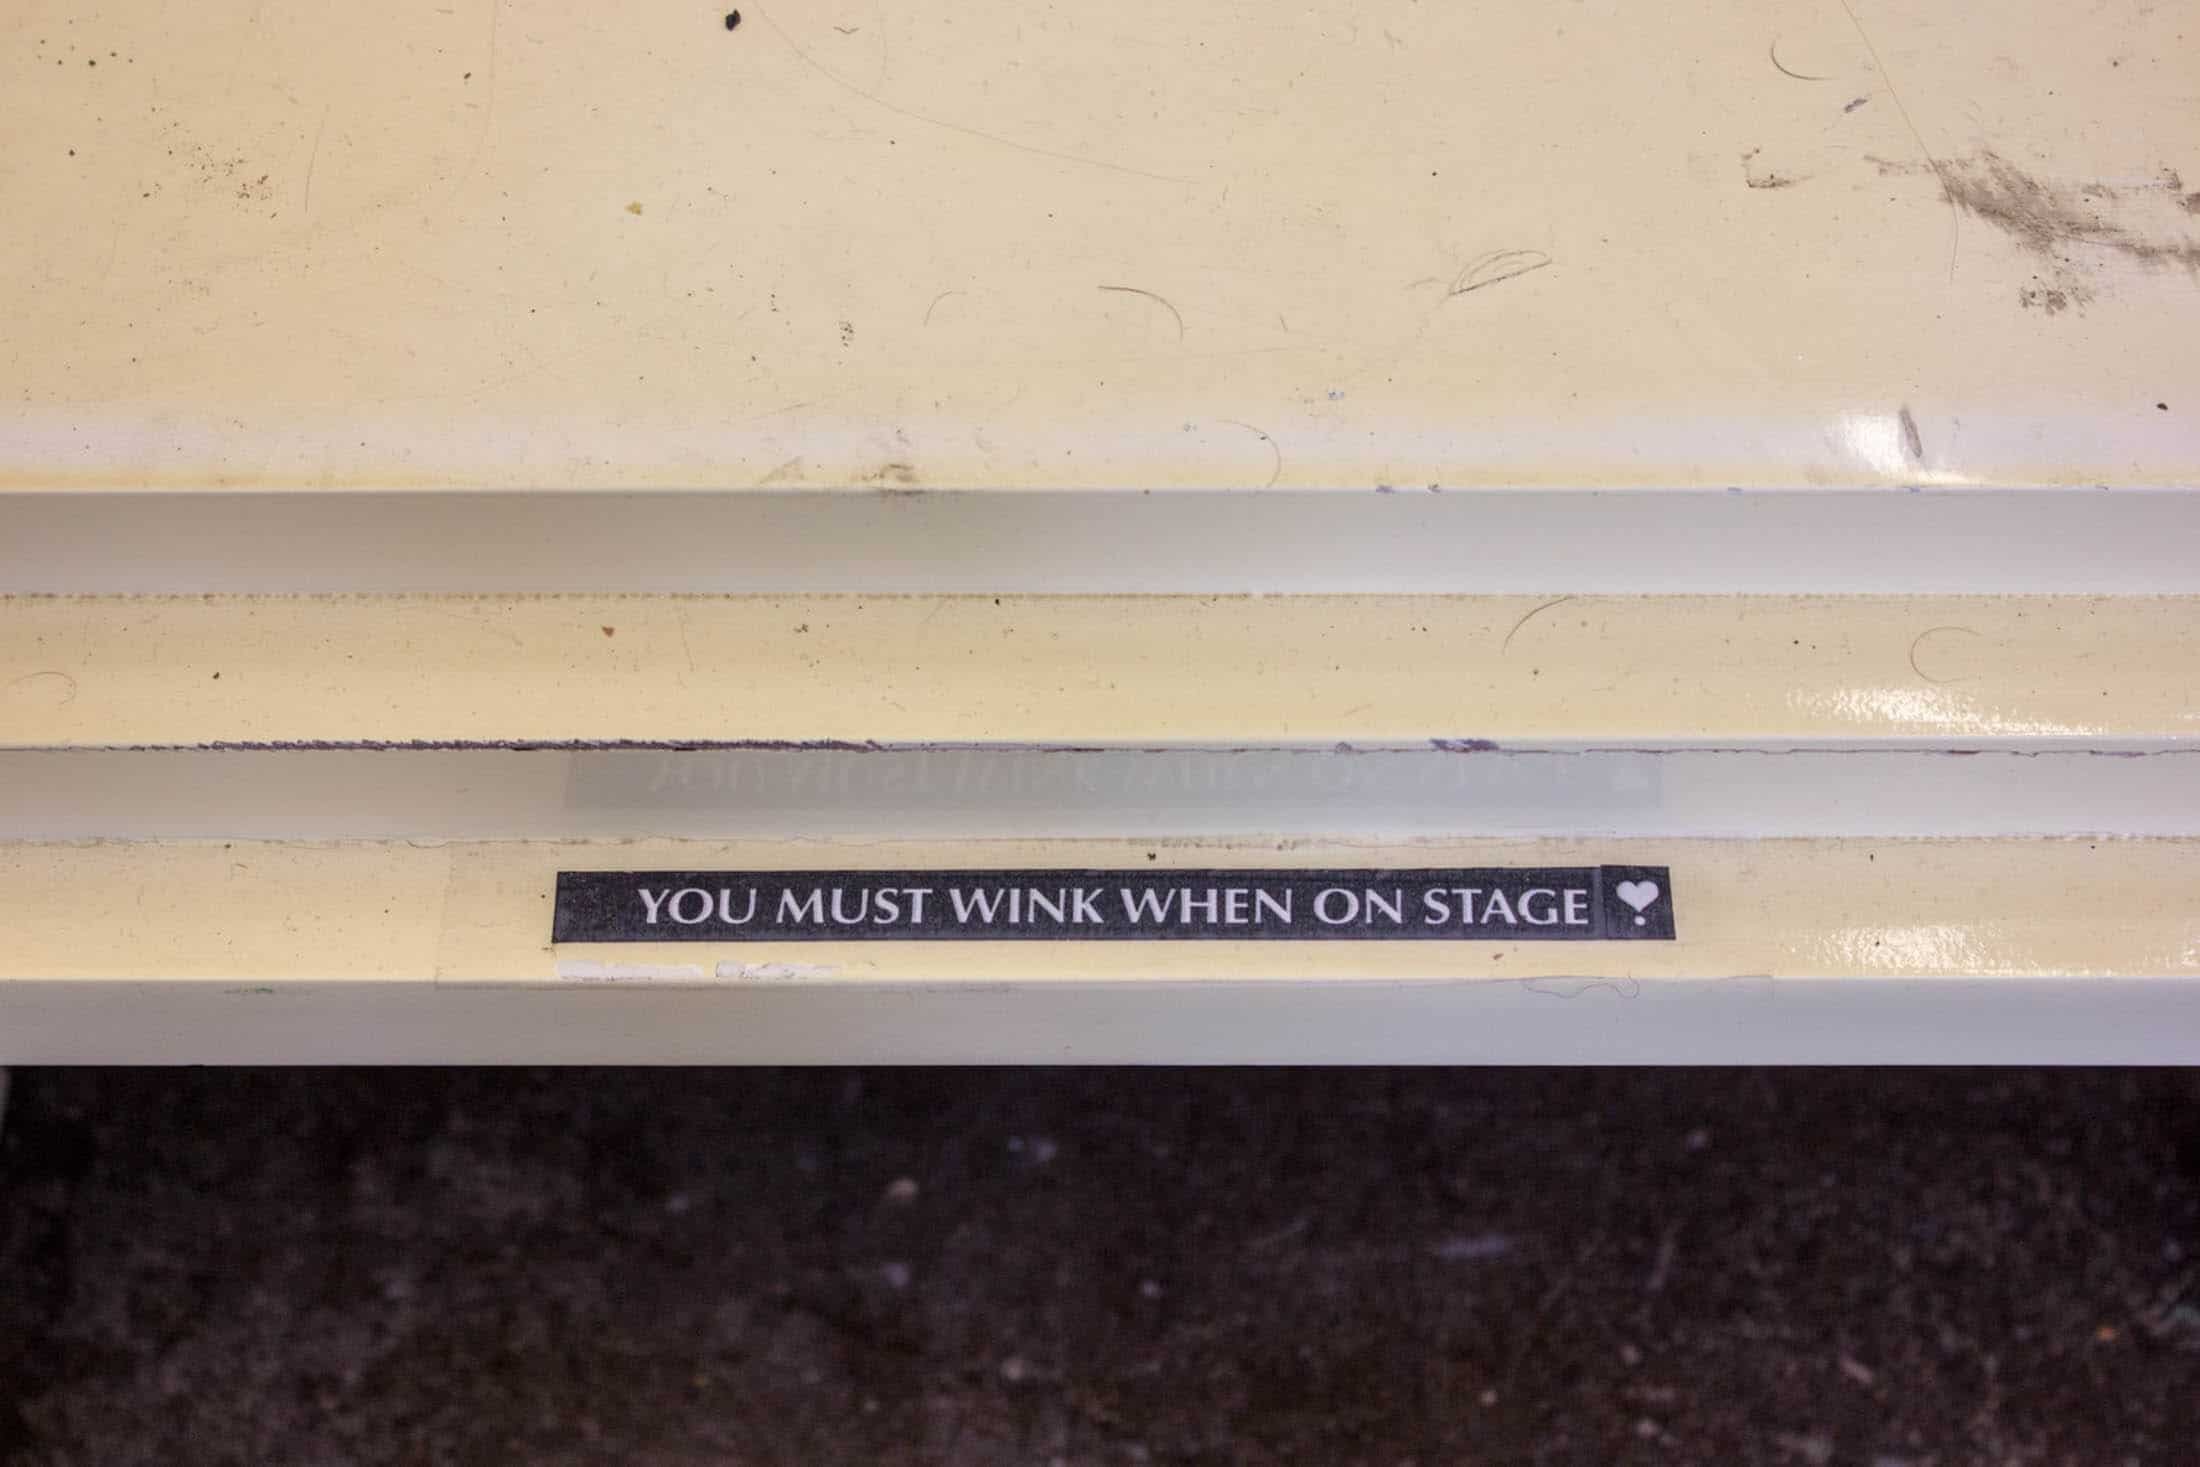 YOU MUST WINK WHEN ON STAGE ❣